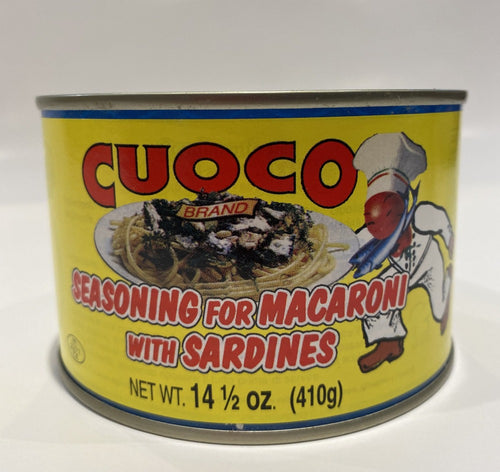 CUOCO
BRAND
SEASONING FOR MACARONI
WITH SARDINES
NET WT. 14 ½ OZ. (410g)